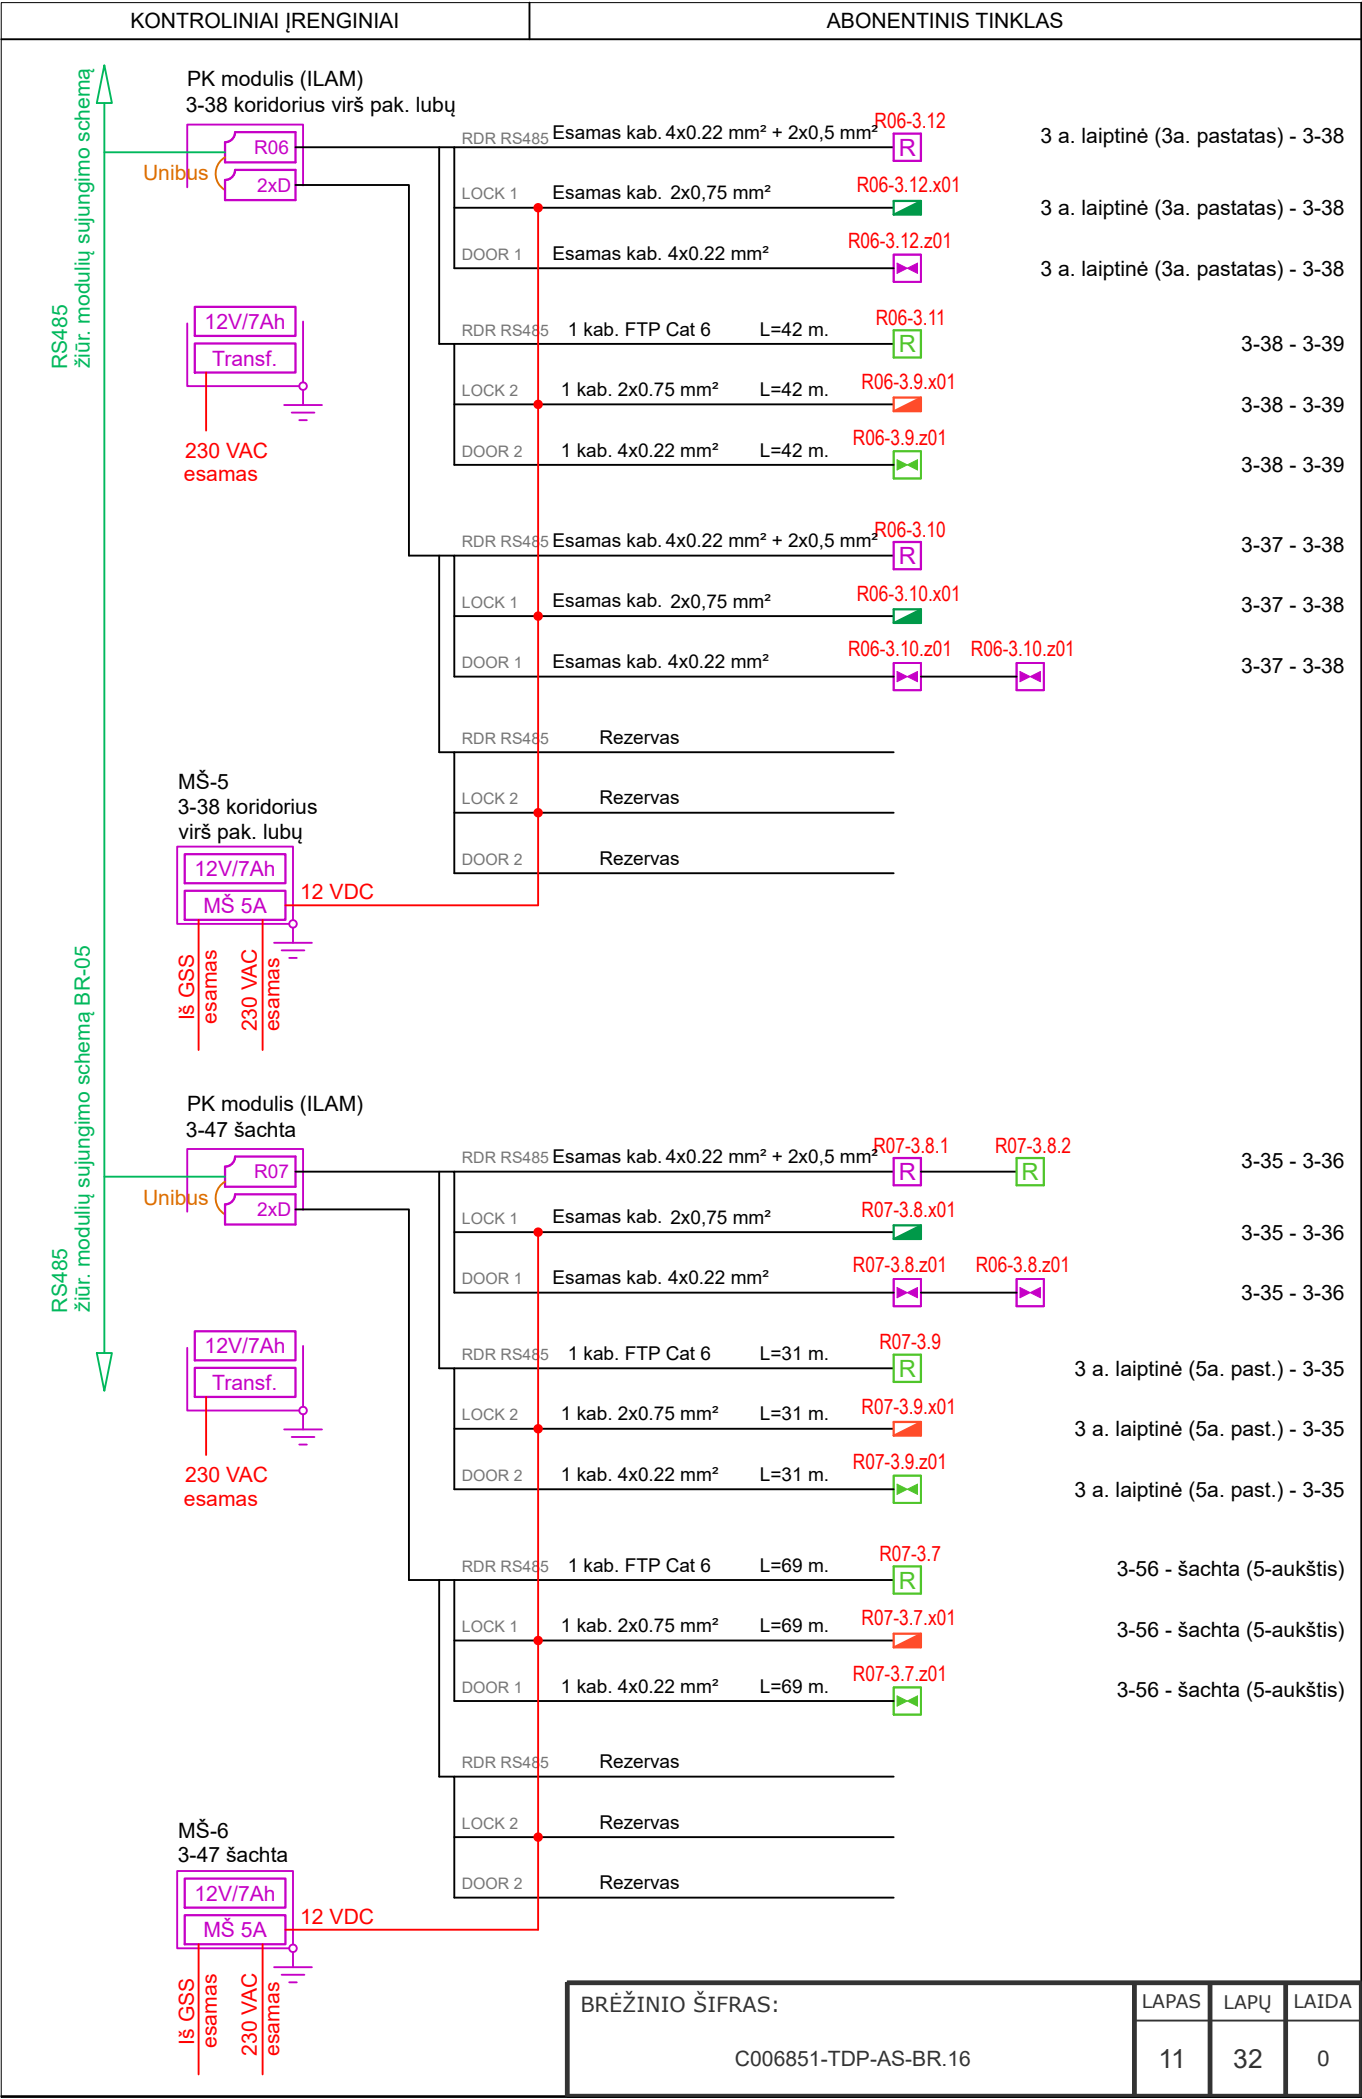 KONTROLINIAI ĮRENGINIAI
ABONENTINIS TINKLAS
RS485
žiūr. modulių sujungimo schemą
PK modulis (ILAM)
3-38 koridorius virš pak. lubų
R06
Unibus
2xD
12V/7Ah
Transf.
230 VAC
esamas
RDR RS485 Esamas kab. 4x0.22 mm² + 2x0,5 mm² R06-3.12 R 3 a. laiptinė (3a. pastatas) - 3-38
LOCK 1 Esamas kab. 2x0,75 mm² R06-3.12.x01 3 a. laiptinė (3a. pastatas) - 3-38
DOOR 1 Esamas kab. 4x0.22 mm² R06-3.12.z01 3 a. laiptinė (3a. pastatas) - 3-38
RDR RS485 1 kab. FTP Cat 6 L=42 m. R06-3.11 R 3-38 - 3-39
LOCK 2 1 kab. 2x0.75 mm² L=42 m. R06-3.9.x01 3-38 - 3-39
DOOR 2 1 kab. 4x0.22 mm² L=42 m. R06-3.9.z01 3-38 - 3-39
RDR RS485 Esamas kab. 4x0.22 mm² + 2x0,5 mm² R06-3.10 R 3-37 - 3-38
LOCK 1 Esamas kab. 2x0,75 mm² R06-3.10.x01 3-37 - 3-38
DOOR 1 Esamas kab. 4x0.22 mm² R06-3.10.z01 R06-3.10.z01 3-37 - 3-38
RDR RS485 Rezervas
LOCK 2 Rezervas
DOOR 2 Rezervas
MŠ-5
3-38 koridorius
virš pak. lubų
12V/7Ah
MŠ 5A
12 VDC
Iš GSS
esamas
230 VAC
esamas
RS485
žiūr. modulių sujungimo schemą BR-05
PK modulis (ILAM)
3-47 šachta
R07
Unibus
2xD
12V/7Ah
Transf.
230 VAC
esamas
RDR RS485 Esamas kab. 4x0.22 mm² + 2x0,5 mm² R07-3.8.1 R R07-3.8.2 R 3-35 - 3-36
LOCK 1 Esamas kab. 2x0,75 mm² R07-3.8.x01 3-35 - 3-36
DOOR 1 Esamas kab. 4x0.22 mm² R07-3.8.z01 R06-3.8.z01 3-35 - 3-36
RDR RS485 1 kab. FTP Cat 6 L=31 m. R07-3.9 R 3 a. laiptinė (5a. past.) - 3-35
LOCK 2 1 kab. 2x0.75 mm² L=31 m. R07-3.9.x01 3 a. laiptinė (5a. past.) - 3-35
DOOR 2 1 kab. 4x0.22 mm² L=31 m. R07-3.9.z01 3 a. laiptinė (5a. past.) - 3-35
RDR RS485 1 kab. FTP Cat 6 L=69 m. R07-3.7 R 3-56 - šachta (5-aukštis)
LOCK 1 1 kab. 2x0.75 mm² L=69 m. R07-3.7.x01 3-56 - šachta (5-aukštis)
DOOR 1 1 kab. 4x0.22 mm² L=69 m. R07-3.7.z01 3-56 - šachta (5-aukštis)
RDR RS485 Rezervas
LOCK 2 Rezervas
DOOR 2 Rezervas
MŠ-6
3-47 šachta
12V/7Ah
MŠ 5A
12 VDC
Iš GSS
esamas
230 VAC
esamas
BRĖŽINIO ŠIFRAS: LAPAS LAPŲ LAIDA
C006851-TDP-AS-BR.16 11 32 0